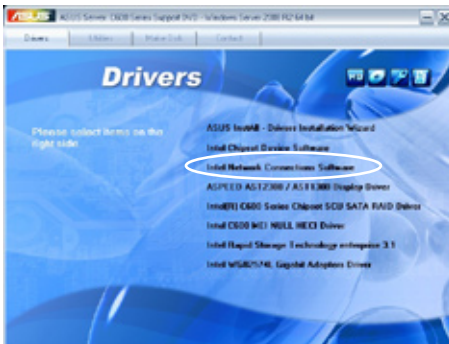 ASUS ASUS Server C600 Series Support DVD - Windows Server 2008 R2 64 bit
Drivers Utilities Make Disk Contact
Drivers
Please select items on the
right side
ASUS InstAll - Drivers Installation Wizard
Intel Chipset Device Software
Intel Network Connections Software
ASPEED AST2300 / AST1300 Display Driver
Intel(R) C600 Series Chipset SCU SATA RAID Driver
Intel C600 MEI NULL HECI Driver
Intel Rapid Storage Technology enterprise 3.1
Intel WG82574L Gigabit Adapters Driver